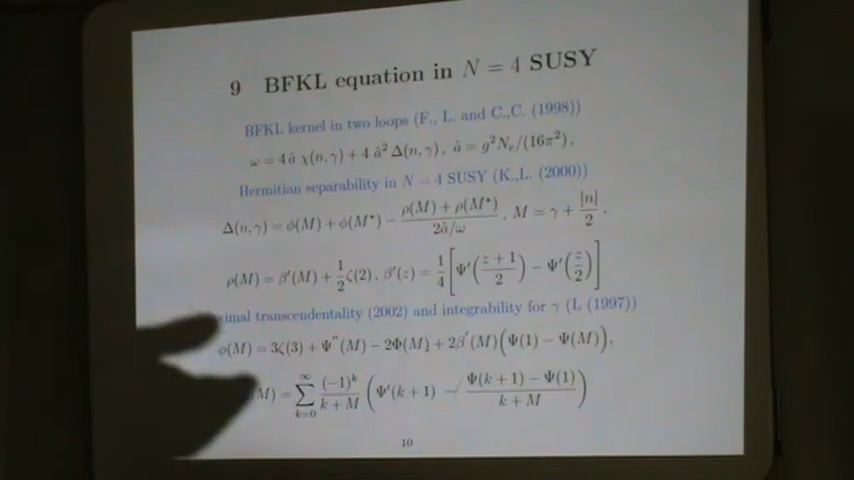 9 BFKL equation in N = 4 SUSY
BFKL kernel in two loops (F., L. and C.,C. (1998))
ω = 4 â χ(n, γ) + 4 â² Δ(n, γ) , â = g²N_c/(16π²) ,
Hermitian separability in N = 4 SUSY (K.,L. (2000))
Δ(n, γ) = φ(M) + φ(M*) − (ρ(M) + ρ(M*))/(2â/ω) , M = γ + |n|/2 ,
ρ(M) = β′(M) + 1/2 ζ(2) , β′(z) = 1/4 [Ψ′((z + 1)/2) − Ψ′(z/2)]
transcendentality (2002) and integrability for γ (L (1997))
φ(M) = 3ζ(3) + Ψ″(M) − 2Φ(M) + 2β′(M)(Ψ(1) − Ψ(M)) ,
M) = ∑_{k=0}^{∞} (−1)^k/(k + M) (Ψ′(k + 1) − (Ψ(k + 1) − Ψ(1))/(k + M))
10